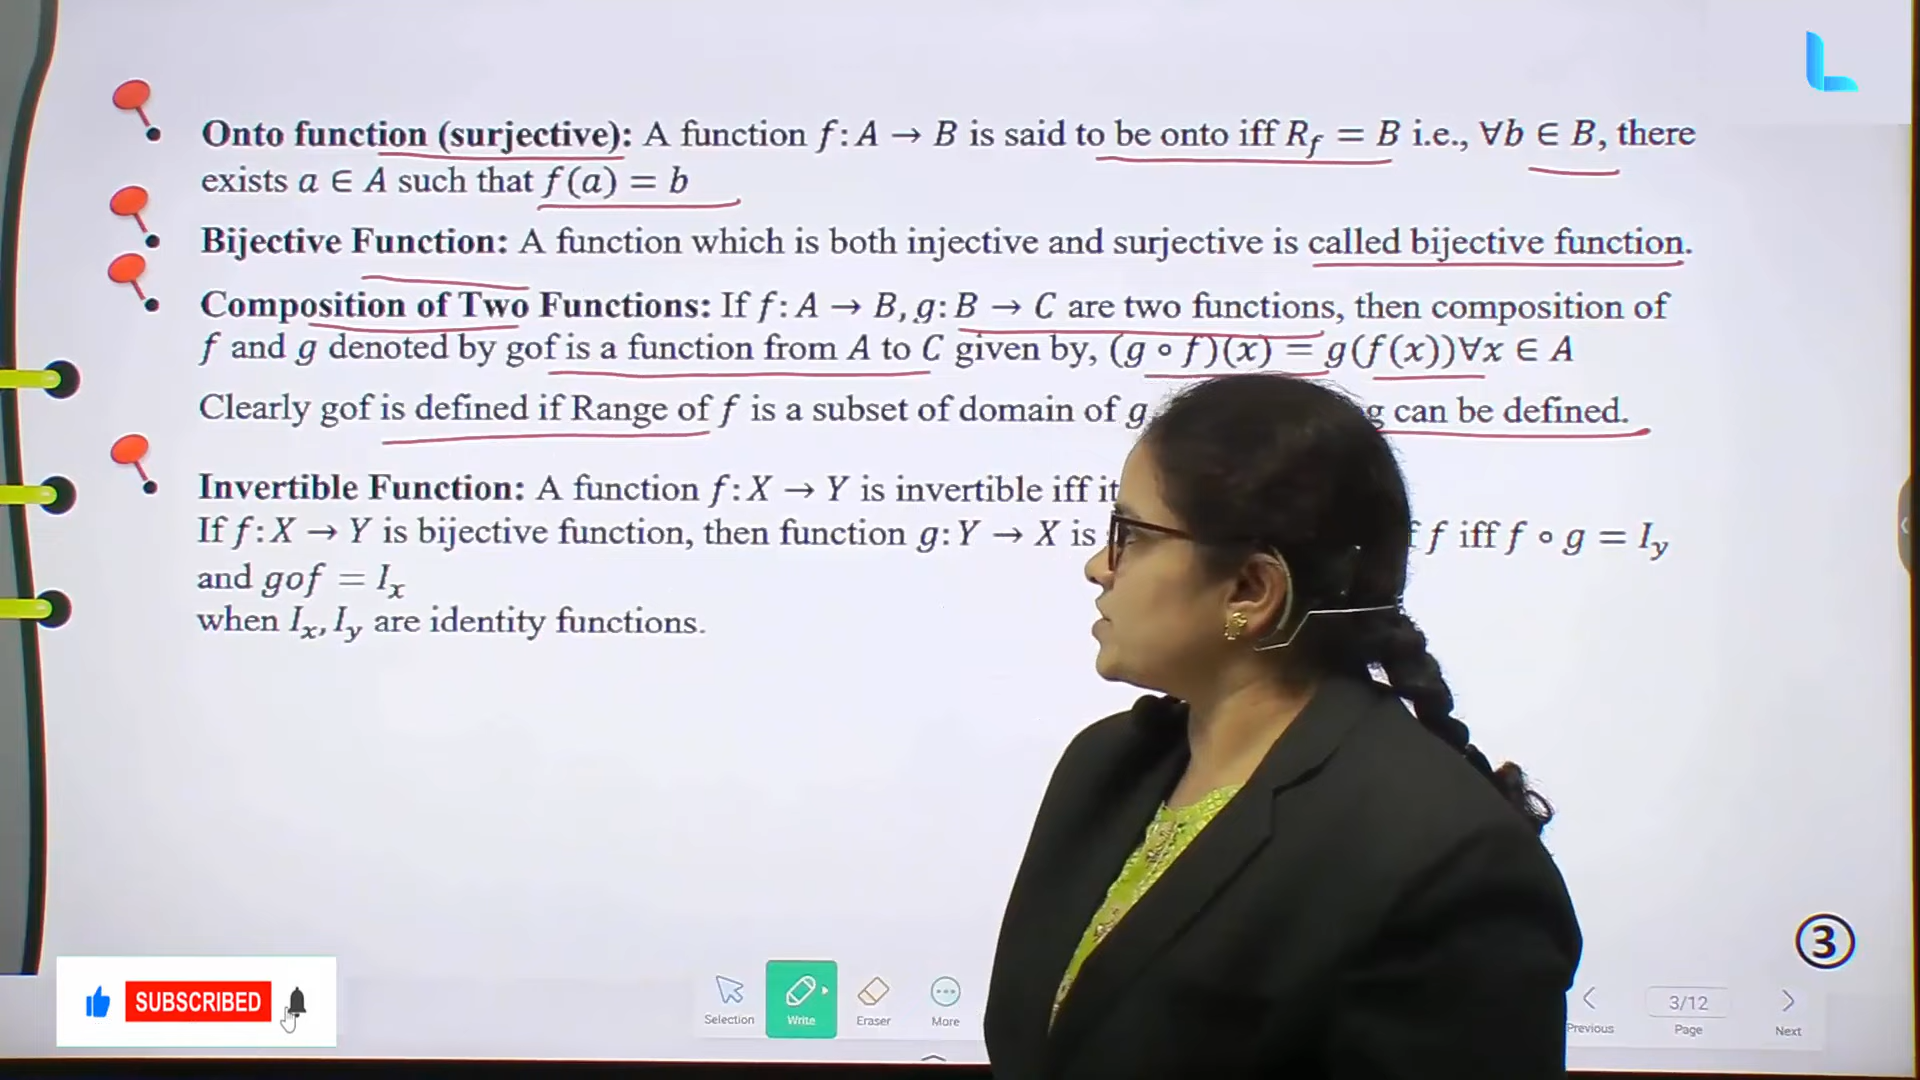 Onto function (surjective): A function f: A → B is said to be onto iff R_f = B i.e., ∀b ∈ B, there
exists a ∈ A such that f(a) = b
Bijective Function: A function which is both injective and surjective is called bijective function.
Composition of Two Functions: If f: A → B, g: B → C are two functions, then composition of
f and g denoted by gof is a function from A to C given by, (g ∘ f)(x) = g(f(x))∀x ∈ A
Clearly gof is defined if Range of f is a subset of domain of g can be defined.
Invertible Function: A function f: X → Y is invertible iff it
If f: X → Y is bijective function, then function g: Y → X is f iff f ∘ g = I_y
and gof = I_x
when I_x, I_y are identity functions.
3
SUBSCRIBED
Selection
Write
Eraser
More
Previous
3/12
Page
Next